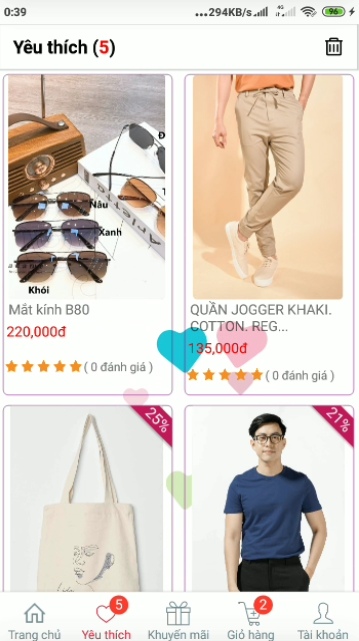 0:39
...294KB/s
4G
96
Yêu thích (5)
Nâu
Xanh
Khói
Mắt kính B80
220,000đ
( 0 đánh giá )
QUẦN JOGGER KHAKI.
COTTON. REG...
135,000đ
( 0 đánh giá )
25%
21%
5
2
Trang chủ
Yêu thích
Khuyến mãi
Giỏ hàng
Tài khoản